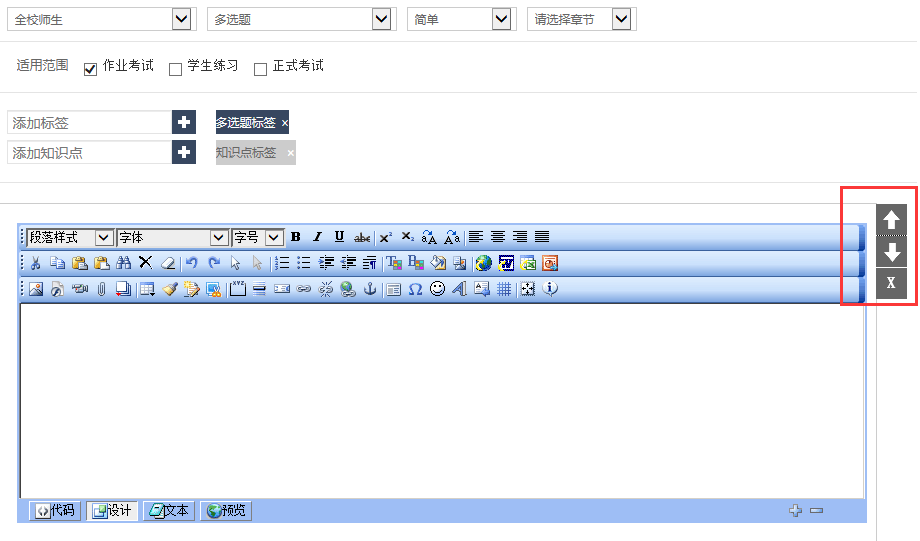 全校师生 多选题 简单 请选择章节
适用范围 作业考试 学生练习 正式考试
添加标签 多选题标签 ×
添加知识点 知识点标签 ×
段落样式 字体 字号 B I U abc X² X₂ aA Aa
代码 设计 文本 预览
X